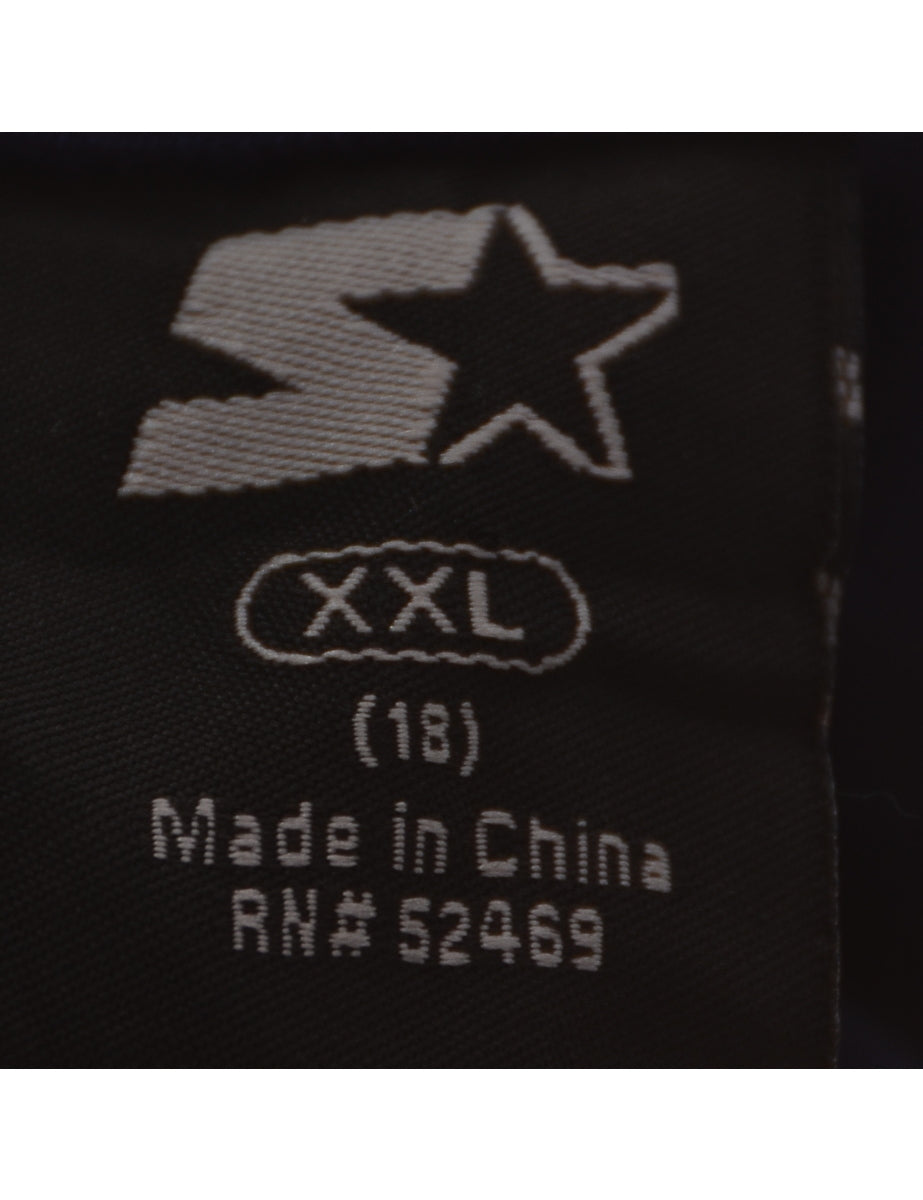 XXL
(18)
Made in China
RN# 52469